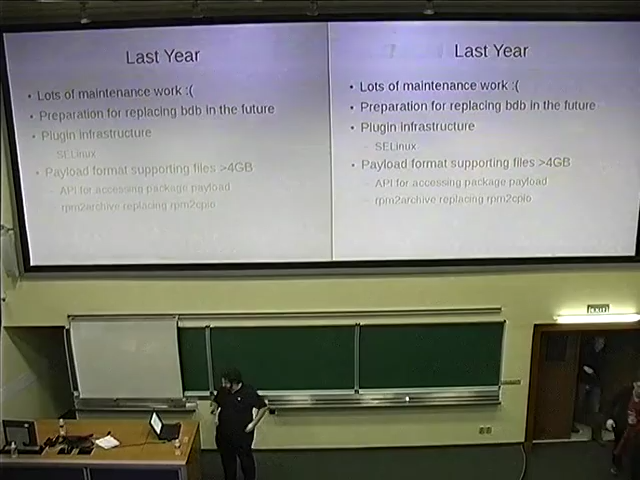 Last Year
• Lots of maintenance work :(
• Preparation for replacing bdb in the future
• Plugin infrastructure
– SELinux
• Payload format supporting files >4GB
– API for accessing package payload
– rpm2archive replacing rpm2cpio
Last Year
• Lots of maintenance work :(
• Preparation for replacing bdb in the future
• Plugin infrastructure
– SELinux
• Payload format supporting files >4GB
– API for accessing package payload
– rpm2archive replacing rpm2cpio
EXIT